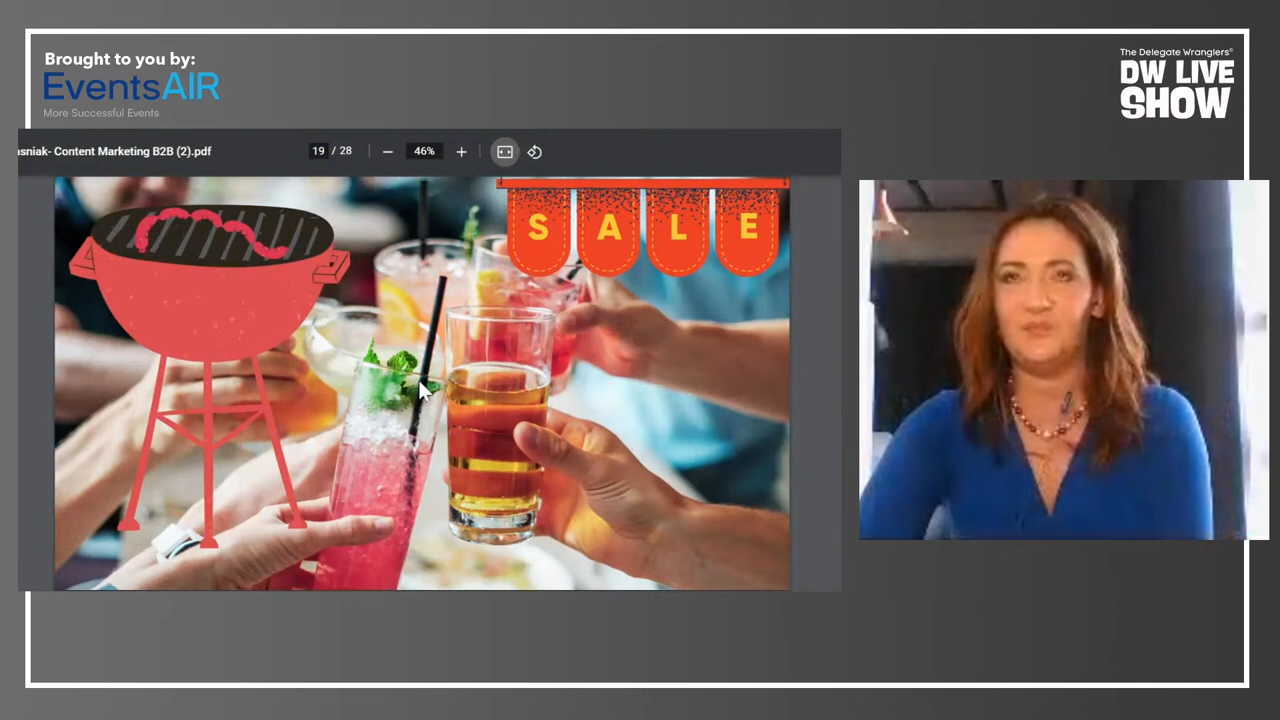 Brought to you by:
EventsAIR
More Successful Events
The Delegate Wranglers®
DW LIVE
SHOW
asniak- Content Marketing B2B (2).pdf
19 / 28
46%
SALE